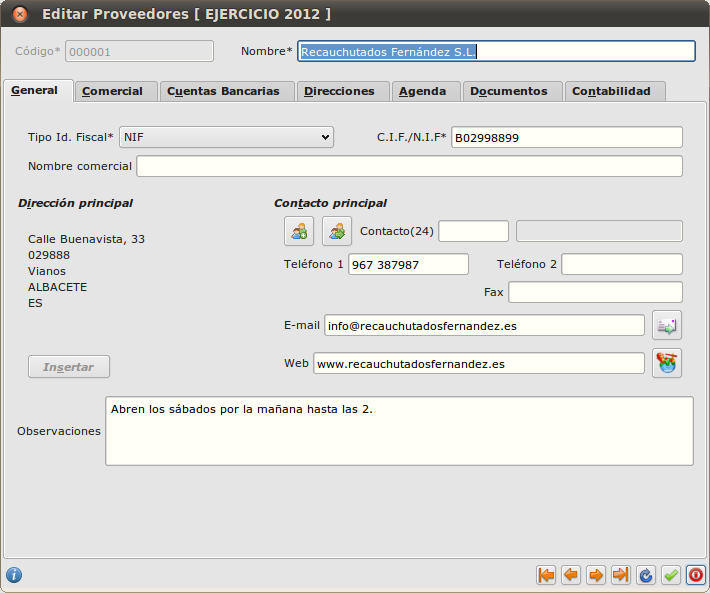 Editar Proveedores [ EJERCICIO 2012 ]
Código* 000001 Nombre* Recauchutados Fernández S.L.
General Comercial Cuentas Bancarias Direcciones Agenda Documentos Contabilidad
Tipo Id. Fiscal* NIF C.I.F./N.I.F* B02998899
Nombre comercial
Dirección principal Contacto principal
Contacto(24)
Calle Buenavista, 33
029888
Vianos
ALBACETE
ES
Teléfono 1 967 387987 Teléfono 2
Fax
E-mail info@recauchutadosfernandez.es
Insertar
Web www.recauchutadosfernandez.es
Observaciones Abren los sábados por la mañana hasta las 2.